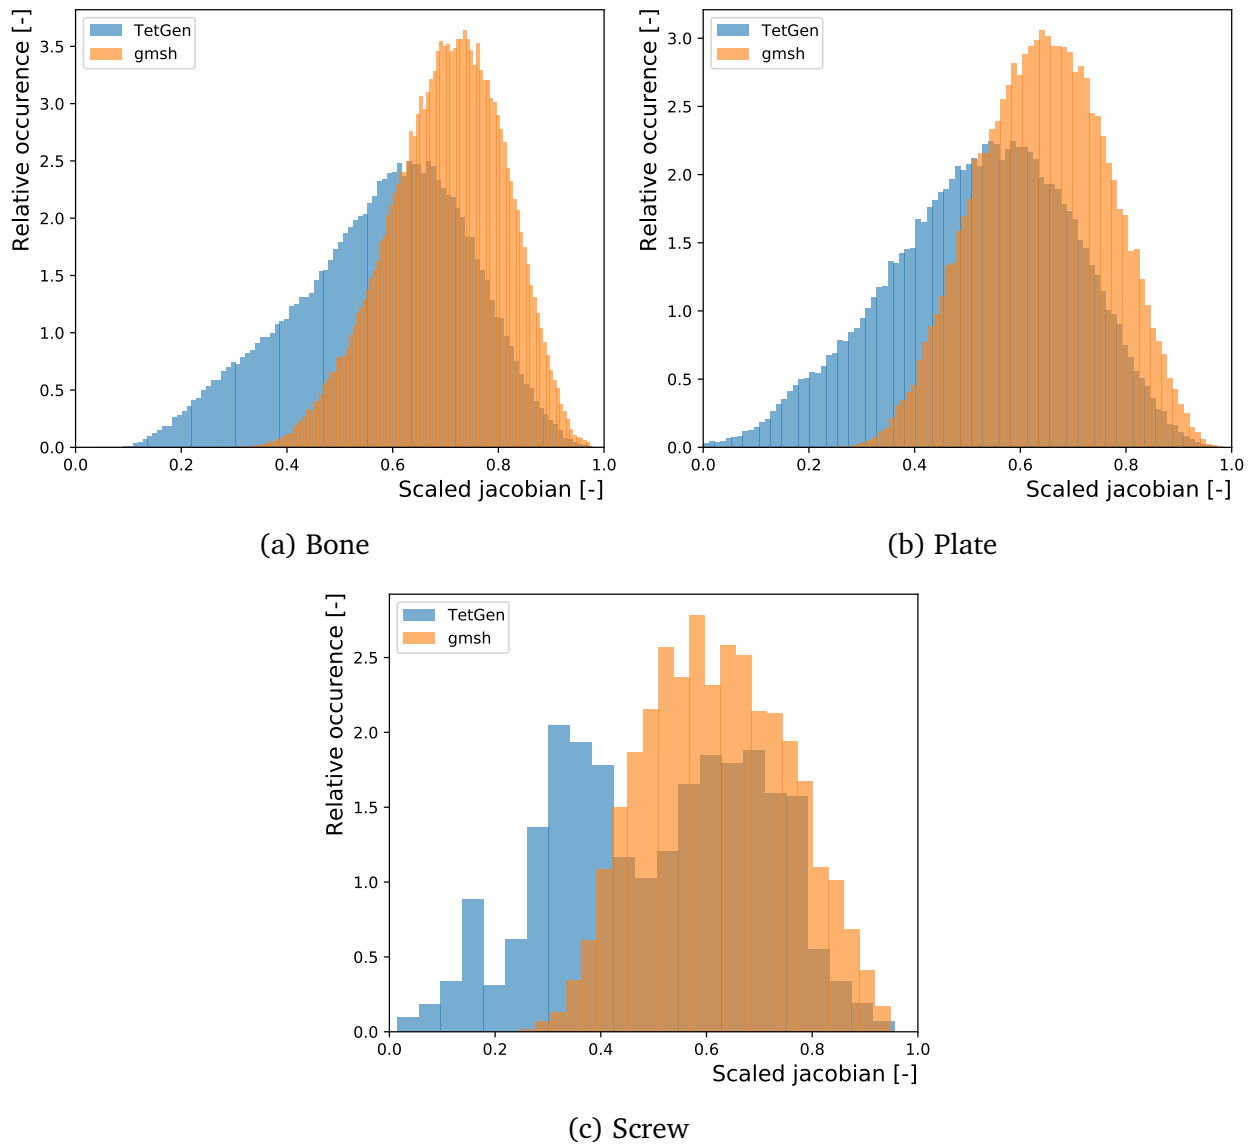 Relative occurence [-]
3.5
3.0
2.5
2.0
1.5
1.0
0.5
0.0
TetGen
gmsh
0.0 0.2 0.4 0.6 0.8 1.0
Scaled jacobian [-]
(a) Bone
Relative occurence [-]
3.0
2.5
2.0
1.5
1.0
0.5
0.0
TetGen
gmsh
0.0 0.2 0.4 0.6 0.8 1.0
Scaled jacobian [-]
(b) Plate
Relative occurence [-]
2.5
2.0
1.5
1.0
0.5
0.0
TetGen
gmsh
0.0 0.2 0.4 0.6 0.8 1.0
Scaled jacobian [-]
(c) Screw